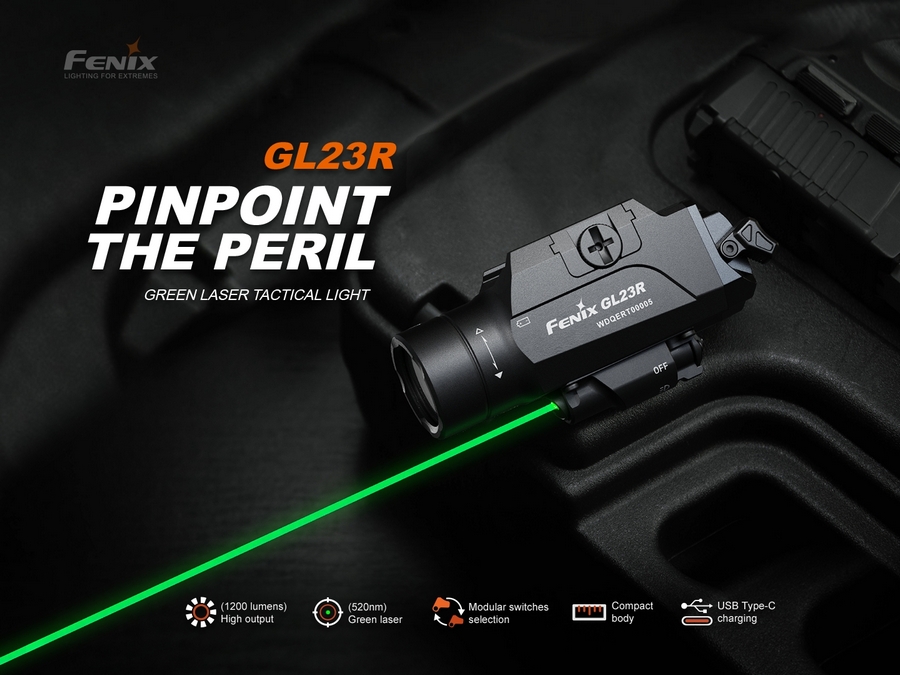 FENIX
LIGHTING FOR EXTREMES
GL23R
PINPOINT
THE PERIL
GREEN LASER TACTICAL LIGHT
FENIX GL23R
WDQERT00005
OFF
(1200 lumens)
High output
(520nm)
Green laser
Modular switches
selection
Compact
body
USB Type-C
charging